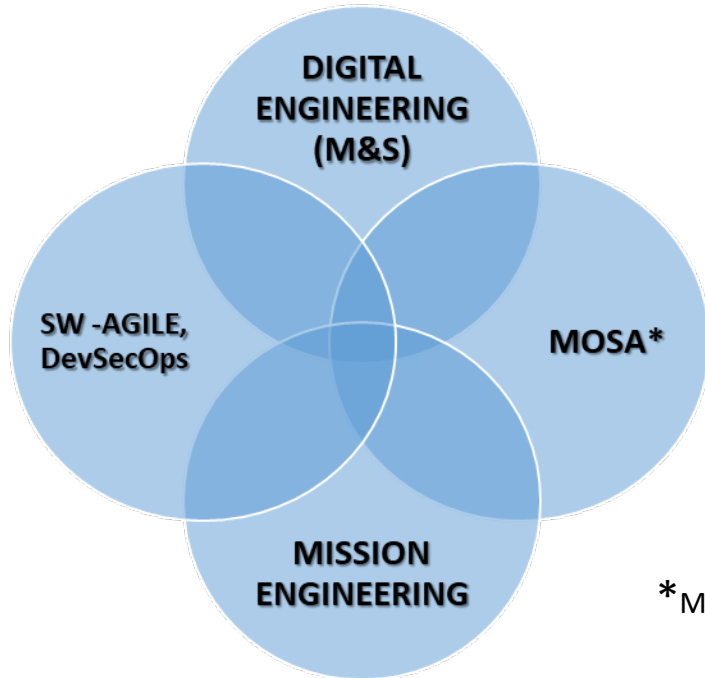 DIGITAL
ENGINEERING
(M&S)
SW -AGILE,
DevSecOps
MOSA*
MISSION
ENGINEERING
*M